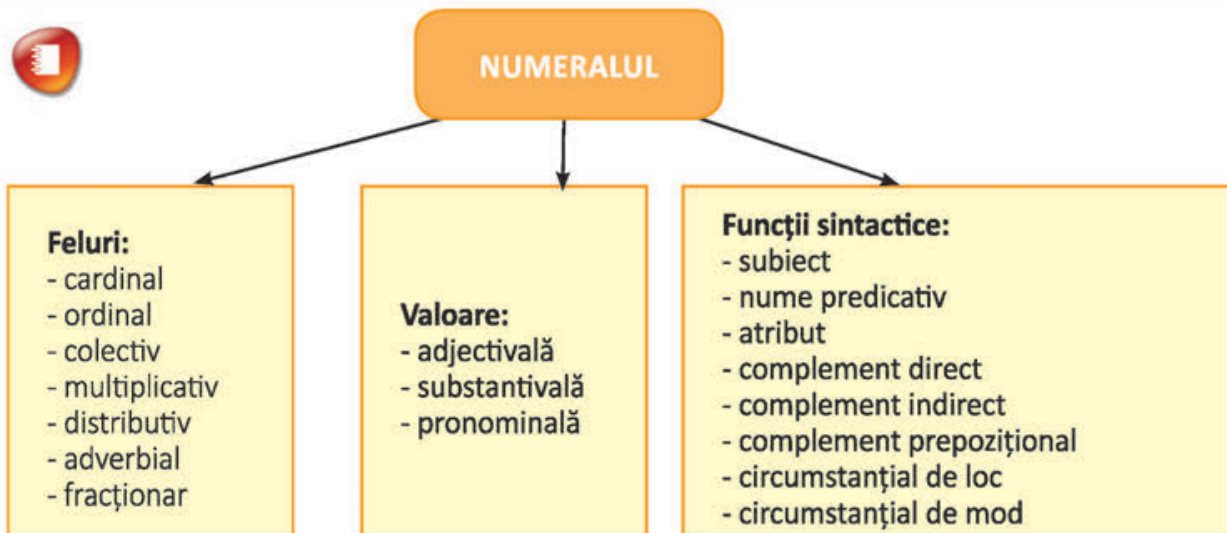 NUMERALUL
Feluri:
- cardinal
- ordinal
- colectiv
- multiplicativ
- distributiv
- adverbial
- fracționar
Valoare:
- adjectivală
- substantivală
- pronominală
Funcții sintactice:
- subiect
- nume predicativ
- atribut
- complement direct
- complement indirect
- complement prepozițional
- circumstanțial de loc
- circumstanțial de mod